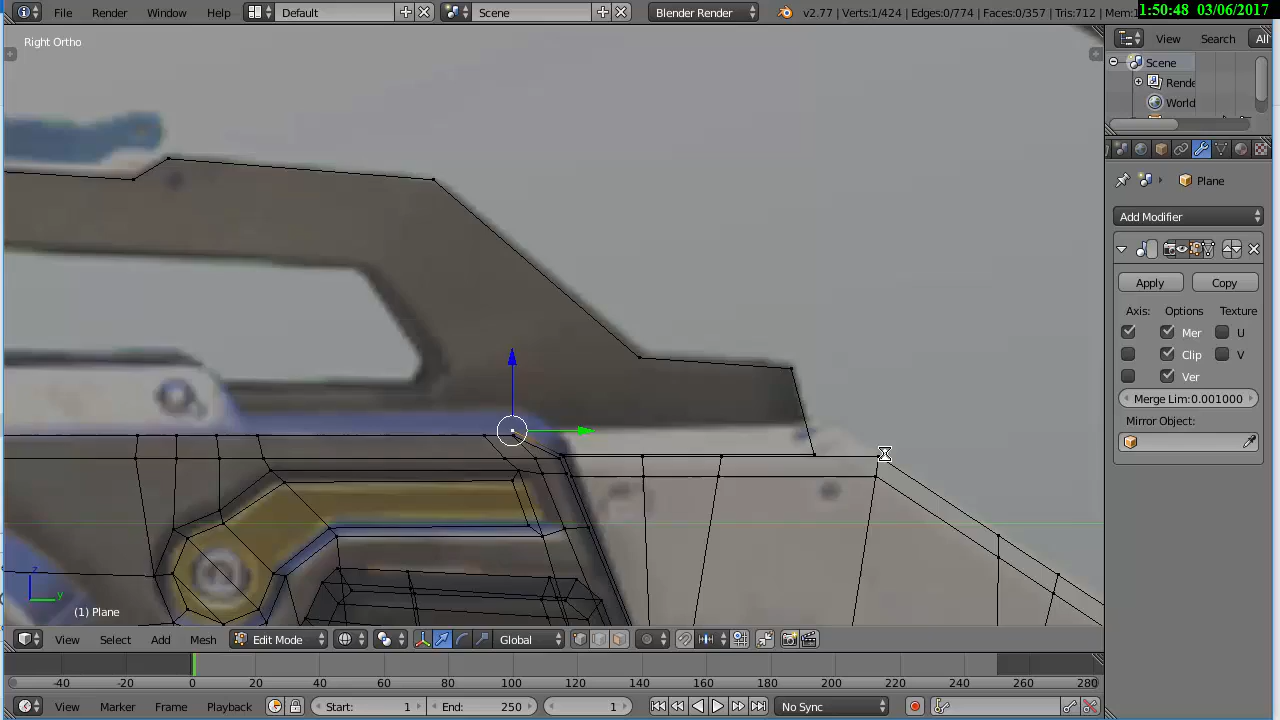 File Render Window Help Default Scene Blender Render v2.77 | Verts:1/424 | Edges:0/774 | Faces:0/357 | Tris:712 | Mem:1
1:50:48 03/06/2017
Right Ortho
View Search All
Scene
Rende
World
Plane
Add Modifier
Apply Copy
Axis: Options Texture
Mer U
Clip V
Ver
Merge Lim:0.001000
Mirror Object:
z
y
(1) Plane
View Select Add Mesh Edit Mode Global
-40 -20 0 20 40 60 80 100 120 140 160 180 200 220 240 260 280
View Marker Frame Playback Start: 1 End: 250 1 No Sync